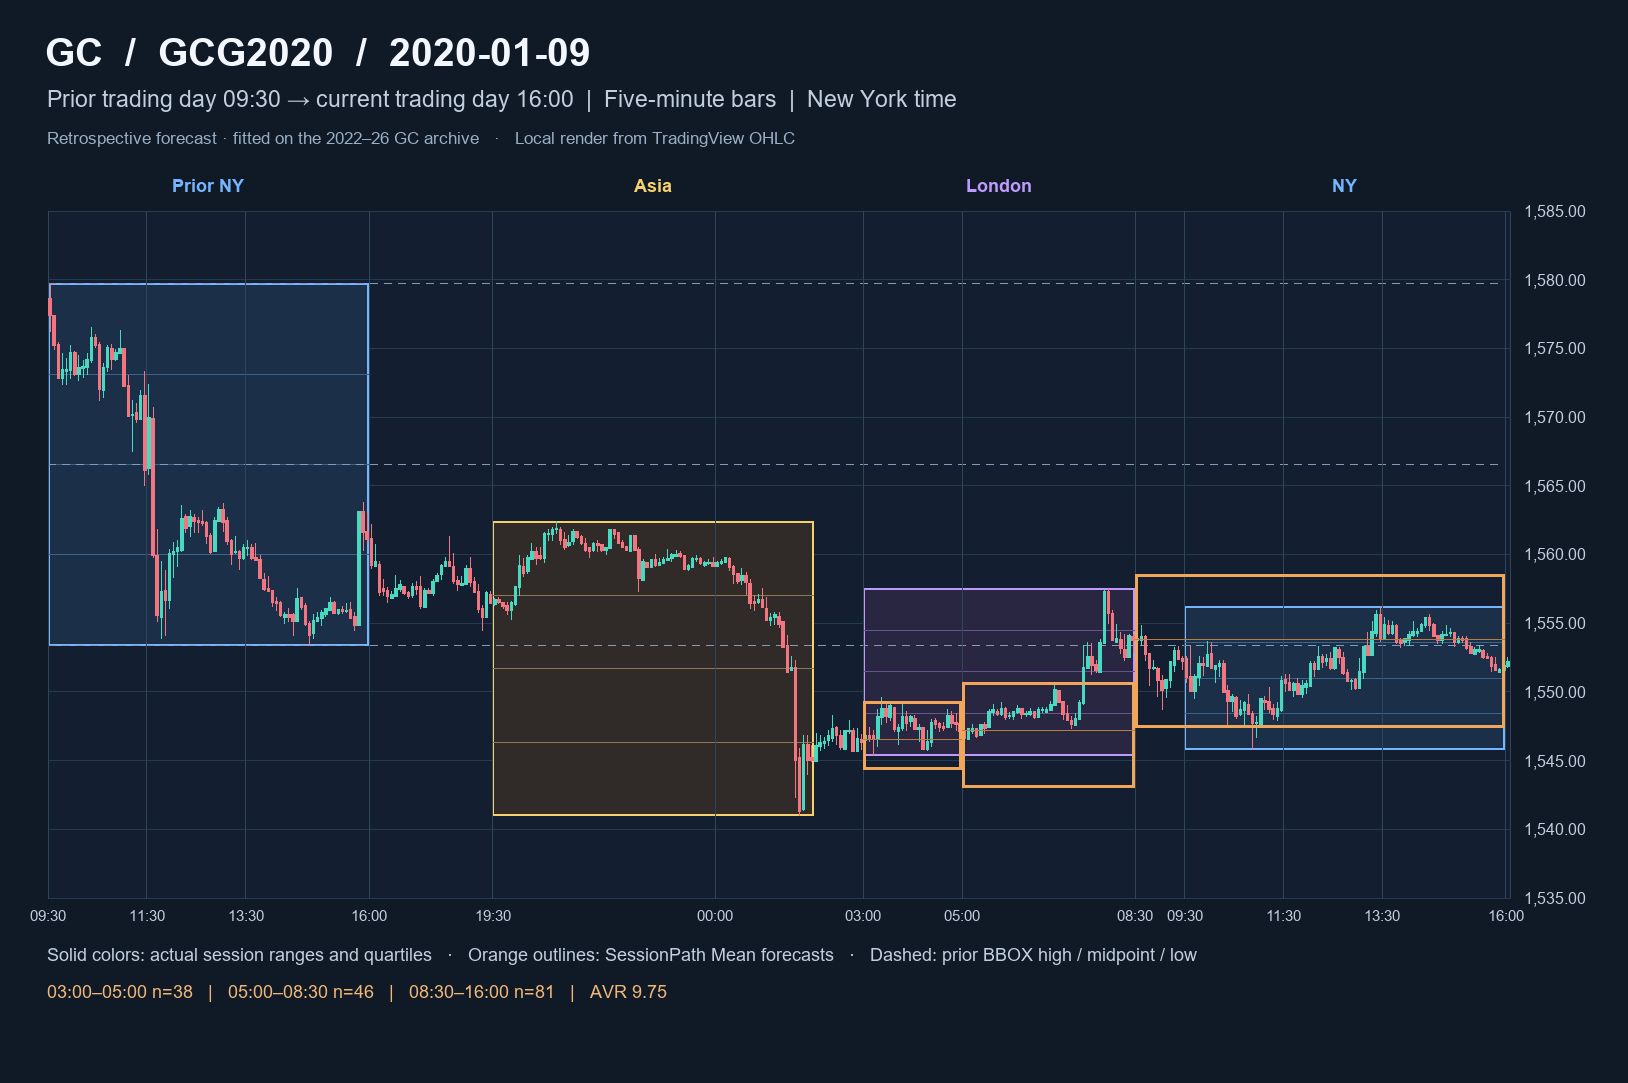 GC / GCG2020 / 2020-01-09
Prior trading day 09:30 → current trading day 16:00 | Five-minute bars | New York time
Retrospective forecast · fitted on the 2022–26 GC archive · Local render from TradingView OHLC
Prior NY
Asia
London
NY
1,585.00
1,580.00
1,575.00
1,570.00
1,565.00
1,560.00
1,555.00
1,550.00
1,545.00
1,540.00
1,535.00
09:30 11:30 13:30 16:00 19:30 00:00 03:00 05:00 08:30 09:30 11:30 13:30 16:00
Solid colors: actual session ranges and quartiles · Orange outlines: SessionPath Mean forecasts · Dashed: prior BBOX high / midpoint / low
03:00–05:00 n=38 | 05:00–08:30 n=46 | 08:30–16:00 n=81 | AVR 9.75